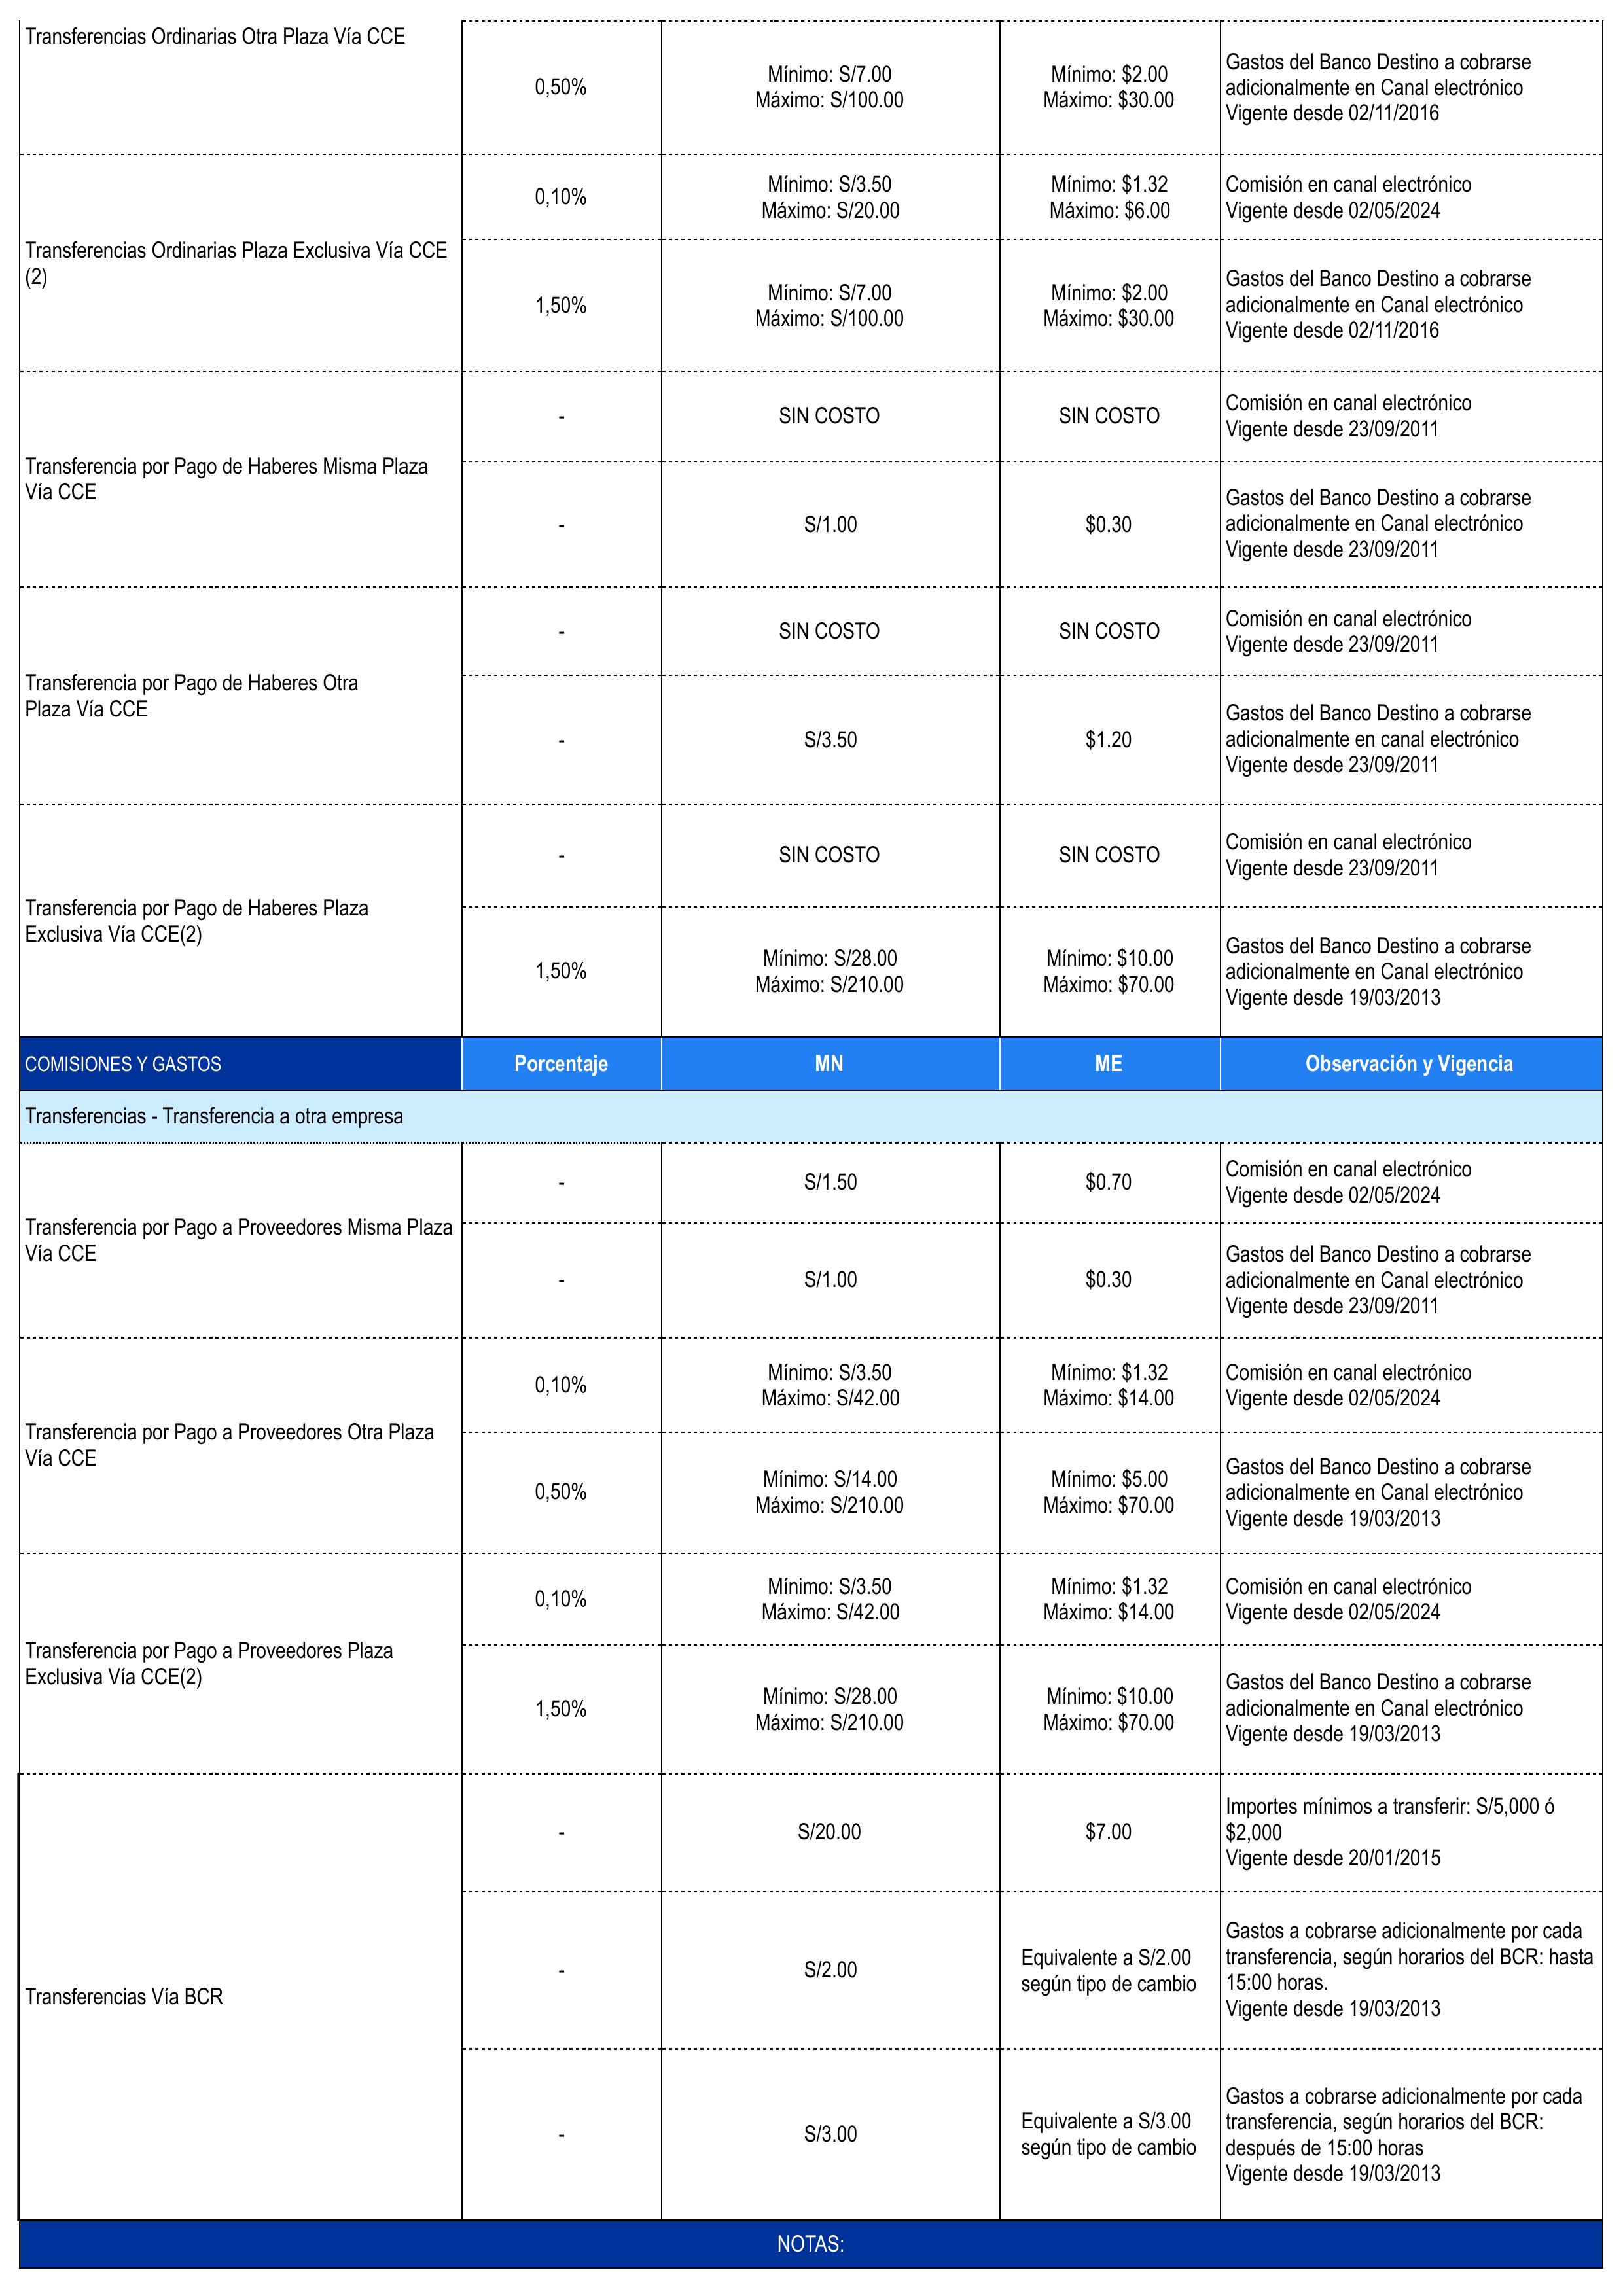 Transferencias Ordinarias Otra Plaza Vía CCE
0,50%
Mínimo: S/7.00
Máximo: S/100.00
Mínimo: $2.00
Máximo: $30.00
Gastos del Banco Destino a cobrarse
adicionalmente en Canal electrónico
Vigente desde 02/11/2016
Transferencias Ordinarias Plaza Exclusiva Vía CCE
(2)
0,10%
Mínimo: S/3.50
Máximo: S/20.00
Mínimo: $1.32
Máximo: $6.00
Comisión en canal electrónico
Vigente desde 02/05/2024
1,50%
Mínimo: S/7.00
Máximo: S/100.00
Mínimo: $2.00
Máximo: $30.00
Gastos del Banco Destino a cobrarse
adicionalmente en Canal electrónico
Vigente desde 02/11/2016
Transferencia por Pago de Haberes Misma Plaza
Vía CCE
-
SIN COSTO
SIN COSTO
Comisión en canal electrónico
Vigente desde 23/09/2011
-
S/1.00
$0.30
Gastos del Banco Destino a cobrarse
adicionalmente en Canal electrónico
Vigente desde 23/09/2011
Transferencia por Pago de Haberes Otra
Plaza Vía CCE
-
SIN COSTO
SIN COSTO
Comisión en canal electrónico
Vigente desde 23/09/2011
-
S/3.50
$1.20
Gastos del Banco Destino a cobrarse
adicionalmente en canal electrónico
Vigente desde 23/09/2011
Transferencia por Pago de Haberes Plaza
Exclusiva Vía CCE(2)
-
SIN COSTO
SIN COSTO
Comisión en canal electrónico
Vigente desde 23/09/2011
1,50%
Mínimo: S/28.00
Máximo: S/210.00
Mínimo: $10.00
Máximo: $70.00
Gastos del Banco Destino a cobrarse
adicionalmente en Canal electrónico
Vigente desde 19/03/2013
COMISIONES Y GASTOS
Porcentaje
MN
ME
Observación y Vigencia
Transferencias - Transferencia a otra empresa
Transferencia por Pago a Proveedores Misma Plaza
Vía CCE
-
S/1.50
$0.70
Comisión en canal electrónico
Vigente desde 02/05/2024
-
S/1.00
$0.30
Gastos del Banco Destino a cobrarse
adicionalmente en Canal electrónico
Vigente desde 23/09/2011
Transferencia por Pago a Proveedores Otra Plaza
Vía CCE
0,10%
Mínimo: S/3.50
Máximo: S/42.00
Mínimo: $1.32
Máximo: $14.00
Comisión en canal electrónico
Vigente desde 02/05/2024
0,50%
Mínimo: S/14.00
Máximo: S/210.00
Mínimo: $5.00
Máximo: $70.00
Gastos del Banco Destino a cobrarse
adicionalmente en Canal electrónico
Vigente desde 19/03/2013
Transferencia por Pago a Proveedores Plaza
Exclusiva Vía CCE(2)
0,10%
Mínimo: S/3.50
Máximo: S/42.00
Mínimo: $1.32
Máximo: $14.00
Comisión en canal electrónico
Vigente desde 02/05/2024
1,50%
Mínimo: S/28.00
Máximo: S/210.00
Mínimo: $10.00
Máximo: $70.00
Gastos del Banco Destino a cobrarse
adicionalmente en Canal electrónico
Vigente desde 19/03/2013
Transferencias Vía BCR
-
S/20.00
$7.00
Importes mínimos a transferir: S/5,000 ó
$2,000
Vigente desde 20/01/2015
-
S/2.00
Equivalente a S/2.00
según tipo de cambio
Gastos a cobrarse adicionalmente por cada
transferencia, según horarios del BCR: hasta
15:00 horas.
Vigente desde 19/03/2013
-
S/3.00
Equivalente a S/3.00
según tipo de cambio
Gastos a cobrarse adicionalmente por cada
transferencia, según horarios del BCR:
después de 15:00 horas
Vigente desde 19/03/2013
NOTAS: